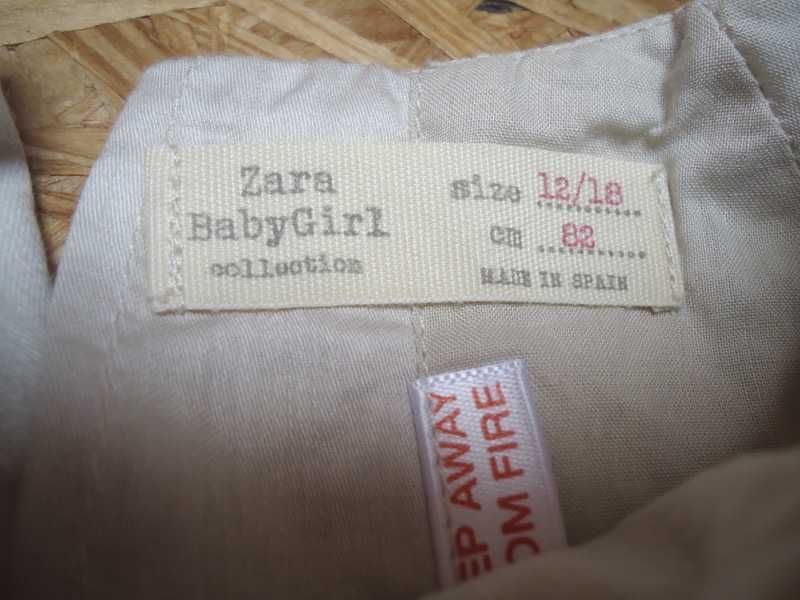 Zara
BabyGirl
collection
size 12/18
cm 82
MADE IN SPAIN
EP AWAY
OM FIRE